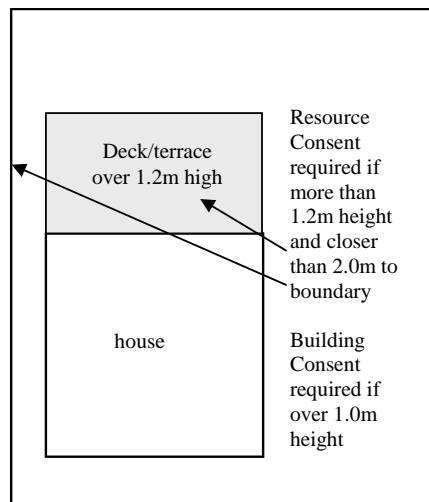 Deck/terrace
over 1.2m high
Resource
Consent
required if
more than
1.2m height
and closer
than 2.0m to
boundary
house
Building
Consent
required if
over 1.0m
height